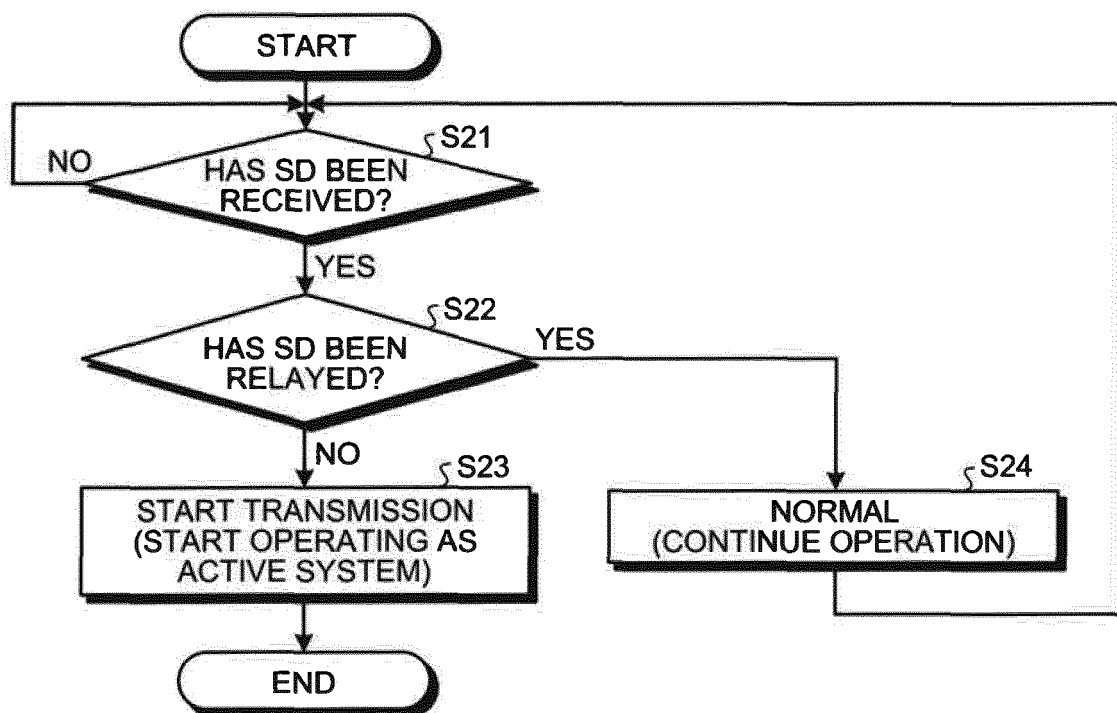 START
S21
NO
HAS SD BEEN
RECEIVED?
YES
S22
HAS SD BEEN
RELAYED?
YES
NO
S23
START TRANSMISSION
(START OPERATING AS
ACTIVE SYSTEM)
S24
NORMAL
(CONTINUE OPERATION)
END